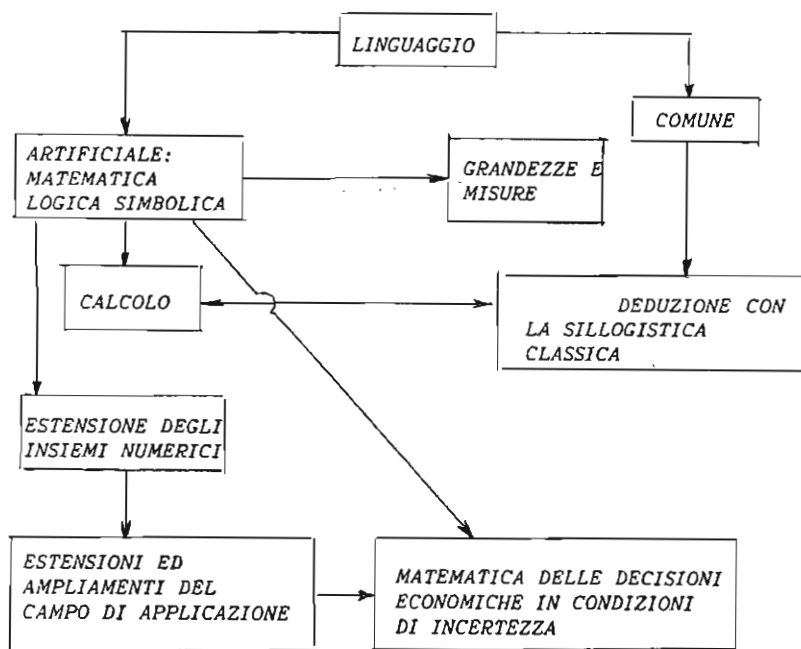 LINGUAGGIO
COMUNE
ARTIFICIALE:
MATEMATICA
LOGICA SIMBOLICA
GRANDEZZE E
MISURE
CALCOLO
DEDUZIONE CON
LA SILLOGISTICA
CLASSICA
ESTENSIONE DEGLI
INSIEMI NUMERICI
ESTENSIONI ED
AMPLIAMENTI DEL
CAMPO DI APPLICAZIONE
MATEMATICA DELLE DECISIONI
ECONOMICHE IN CONDIZIONI
DI INCERTEZZA